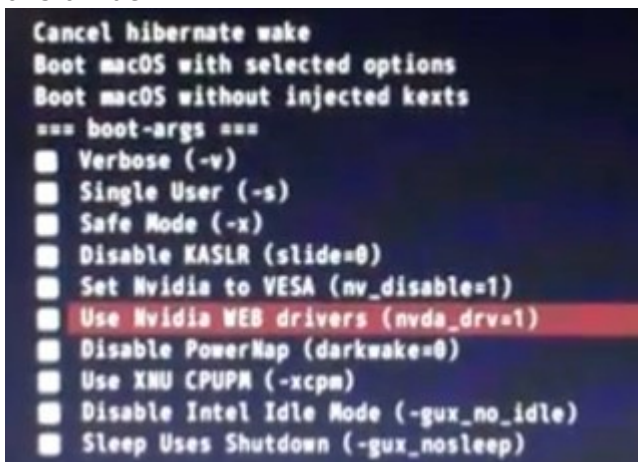 Cancel hibernate wake
Boot macOS with selected options
Boot macOS without injected kexts
=== boot-args ===
Verbose (-v)
Single User (-s)
Safe Mode (-x)
Disable KASLR (slide=0)
Set Nvidia to VESA (nv_disable=1)
Use Nvidia WEB drivers (nvda_drv=1)
Disable PowerNap (darkwake=0)
Use XNU CPUPM (-xcpm)
Disable Intel Idle Mode (-gux_no_idle)
Sleep Uses Shutdown (-gux_nosleep)